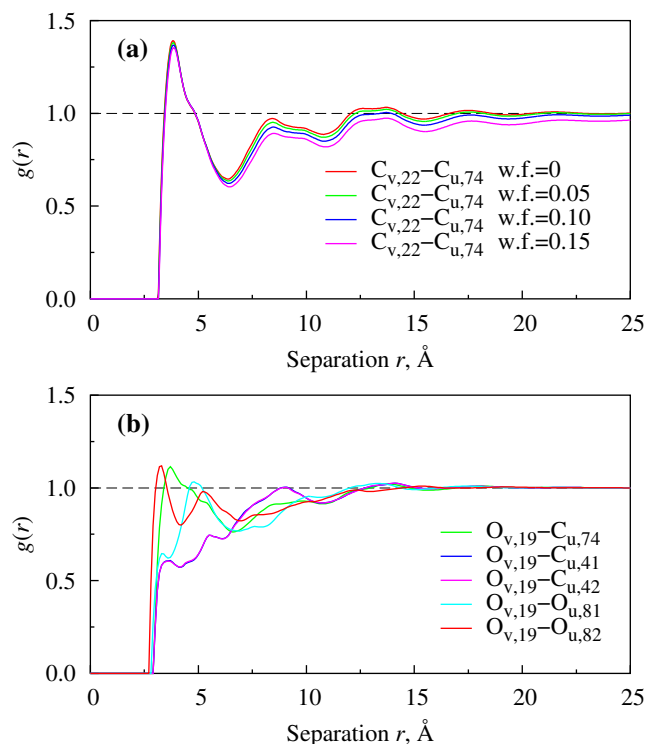 1.5
(a)
1.0
g(r)
C_v,22–C_u,74 w.f.=0
C_v,22–C_u,74 w.f.=0.05
0.5
C_v,22–C_u,74 w.f.=0.10
C_v,22–C_u,74 w.f.=0.15
0.0
0 5 10 15 20 25
Separation r, Å
1.5
(b)
1.0
g(r)
O_v,19–C_u,74
O_v,19–C_u,41
0.5
O_v,19–C_u,42
O_v,19–O_u,81
O_v,19–O_u,82
0.0
0 5 10 15 20 25
Separation r, Å